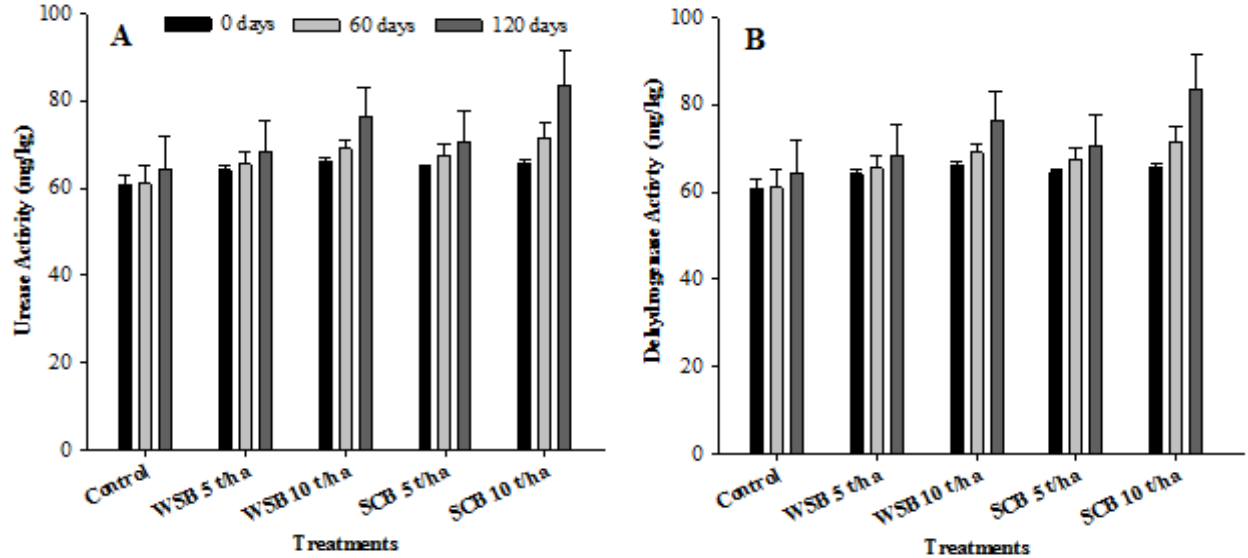 A
0 days 60 days 120 days
Urease Activity (mg/kg)
100
80
60
40
20
0
Control
WSB 5 t/ha
WSB 10 t/ha
SCB 5 t/ha
SCB 10 t/ha
Treatments
B
Dehydrogenase Activty (mg/kg)
100
80
60
40
20
0
Control
WSB 5 t/ha
WSB 10 t/ha
SCB 5 t/ha
SCB 10 t/ha
Treatments